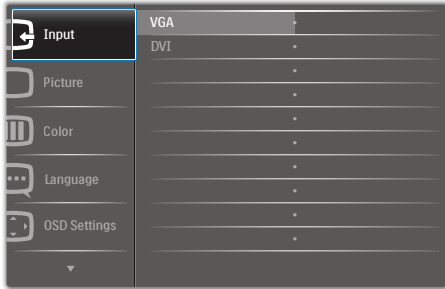 Input
VGA
DVI
Picture
Color
Language
OSD Settings